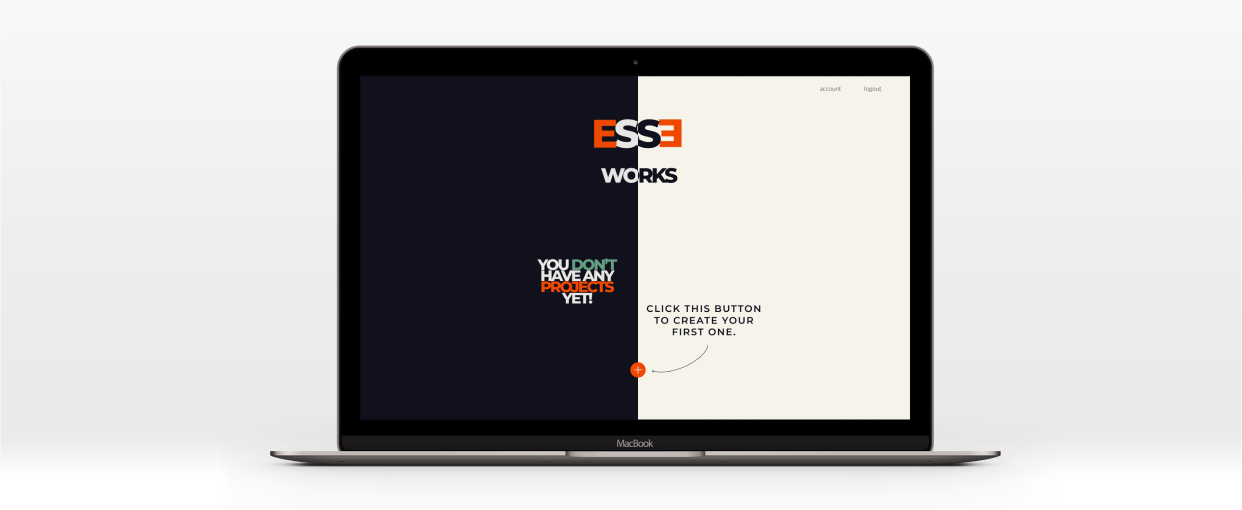 account logout
ESSE
WORKS
YOU DON'T
HAVE ANY
PROJECTS
YET!
CLICK THIS BUTTON
TO CREATE YOUR
FIRST ONE.
MacBook